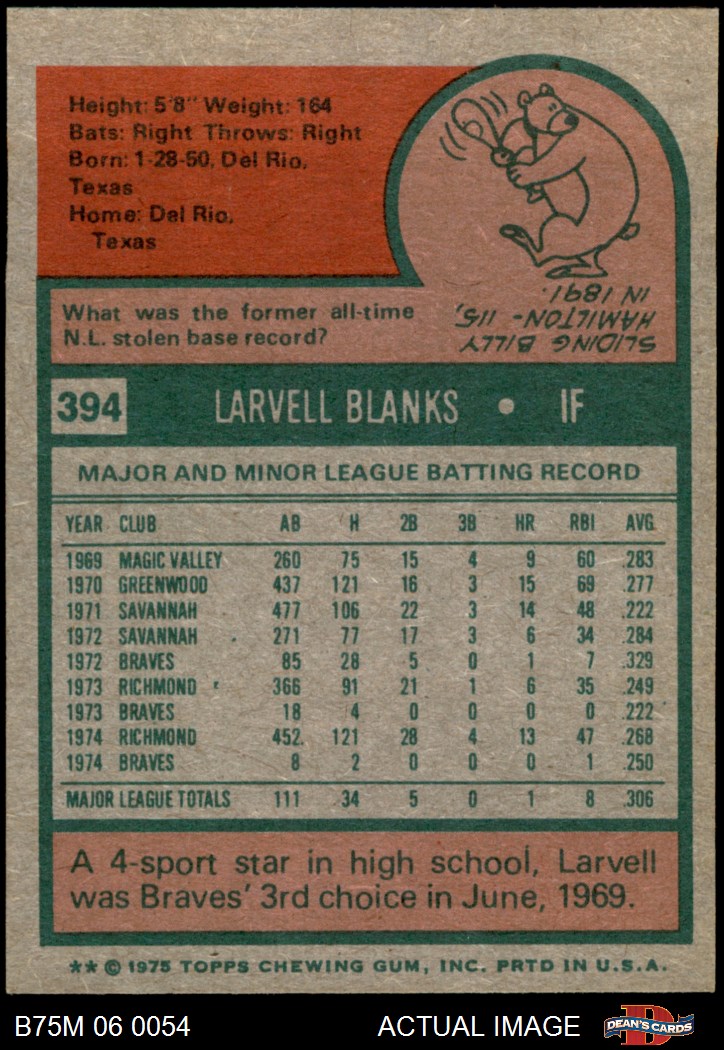 Height: 5'8" Weight: 164
Bats: Right Throws: Right
Born: 1-28-50, Del Rio,
Texas
Home: Del Rio,
Texas
What was the former all-time
N.L. stolen base record?
SLIDING BILLY
HAMILTON-115,
IN 1891.
394 LARVELL BLANKS • IF
MAJOR AND MINOR LEAGUE BATTING RECORD
YEAR CLUB AB H 2B 3B HR RBI AVG.
1969 MAGIC VALLEY 260 75 15 4 9 60 .283
1970 GREENWOOD 437 121 16 3 15 69 .277
1971 SAVANNAH 477 106 22 3 14 48 .222
1972 SAVANNAH 271 77 17 3 6 34 .284
1972 BRAVES 85 28 5 0 1 7 .329
1973 RICHMOND 366 91 21 1 6 35 .249
1973 BRAVES 18 4 0 0 0 0 .222
1974 RICHMOND 452 121 28 4 13 47 .268
1974 BRAVES 8 2 0 0 0 1 .250
MAJOR LEAGUE TOTALS 111 34 5 0 1 8 .306
A 4-sport star in high school, Larvell
was Braves' 3rd choice in June, 1969.
** © 1975 TOPPS CHEWING GUM, INC. PRTD IN U.S.A.
B75M 06 0054 ACTUAL IMAGE D DEAN'S CARDS